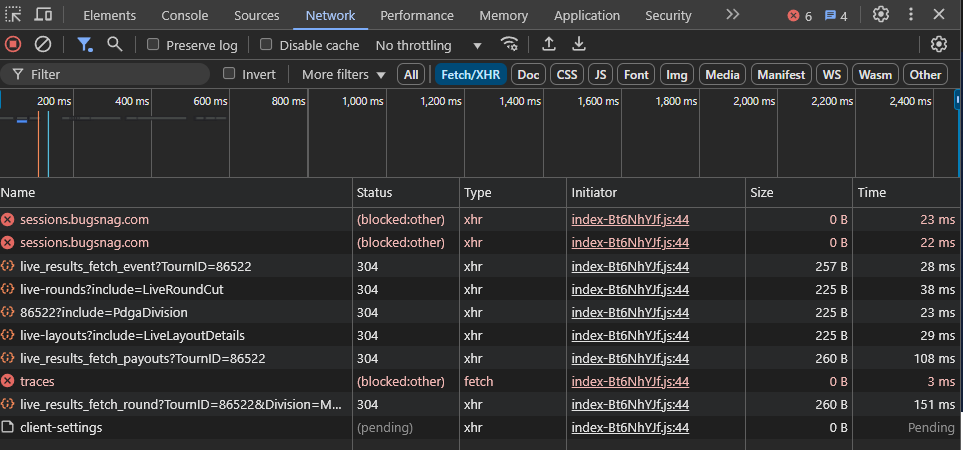 Elements Console Sources Network Performance Memory Application Security 6 4
Preserve log Disable cache No throttling
Filter Invert More filters All Fetch/XHR Doc CSS JS Font Img Media Manifest WS Wasm Other
200 ms 400 ms 600 ms 800 ms 1,000 ms 1,200 ms 1,400 ms 1,600 ms 1,800 ms 2,000 ms 2,200 ms 2,400 ms
Name Status Type Initiator Size Time
sessions.bugsnag.com (blocked:other) xhr index-Bt6NhYJf.js:44 0 B 23 ms
sessions.bugsnag.com (blocked:other) xhr index-Bt6NhYJf.js:44 0 B 22 ms
live_results_fetch_event?TournID=86522 304 xhr index-Bt6NhYJf.js:44 257 B 28 ms
live-rounds?include=LiveRoundCut 304 xhr index-Bt6NhYJf.js:44 225 B 38 ms
86522?include=PdgaDivision 304 xhr index-Bt6NhYJf.js:44 225 B 23 ms
live-layouts?include=LiveLayoutDetails 304 xhr index-Bt6NhYJf.js:44 225 B 29 ms
live_results_fetch_payouts?TournID=86522 304 xhr index-Bt6NhYJf.js:44 260 B 108 ms
traces (blocked:other) fetch index-Bt6NhYJf.js:44 0 B 3 ms
live_results_fetch_round?TournID=86522&Division=M... 304 xhr index-Bt6NhYJf.js:44 260 B 151 ms
client-settings (pending) xhr index-Bt6NhYJf.js:44 0 B Pending